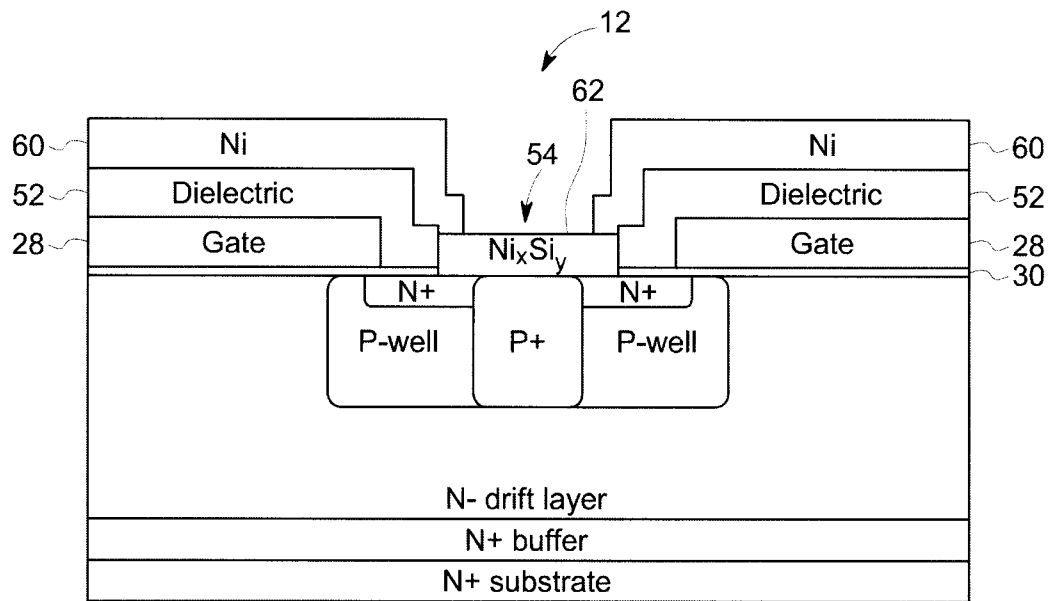 12
62
60 Ni 54 Ni 60
52 Dielectric Dielectric 52
28 Gate NixSiy Gate 28
30
N+ N+
P-well P+ P-well
N- drift layer
N+ buffer
N+ substrate